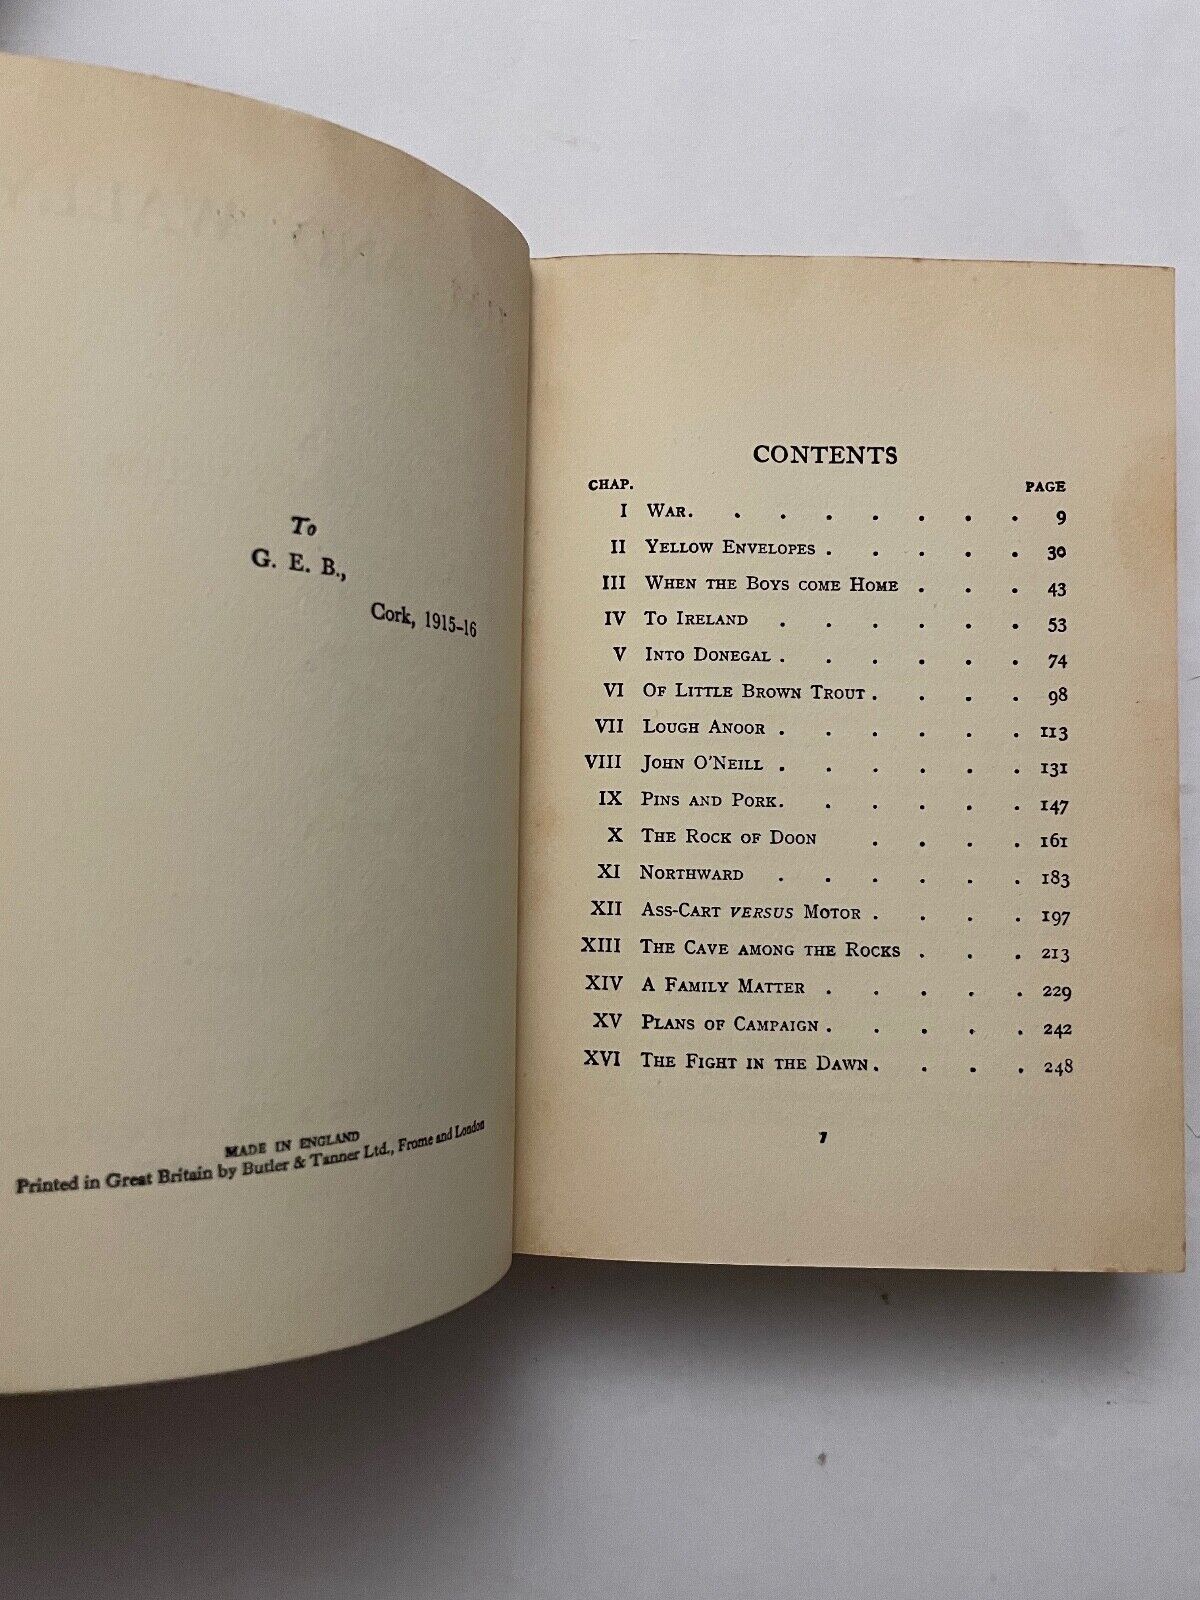 To
G. E. B.,
Cork, 1915–16
MADE IN ENGLAND
Printed in Great Britain by Butler & Tanner Ltd., Frome and London
CONTENTS
CHAP. PAGE
I WAR. . . . . . . . 9
II YELLOW ENVELOPES . . . . . 30
III WHEN THE BOYS COME HOME . . . 43
IV TO IRELAND . . . . . . 53
V INTO DONEGAL . . . . . . 74
VI OF LITTLE BROWN TROUT . . . . 98
VII LOUGH ANOOR . . . . . . 113
VIII JOHN O'NEILL . . . . . . 131
IX PINS AND PORK. . . . . . 147
X THE ROCK OF DOON . . . . 161
XI NORTHWARD . . . . . . 183
XII ASS-CART VERSUS MOTOR . . . . 197
XIII THE CAVE AMONG THE ROCKS . . . 213
XIV A FAMILY MATTER . . . . . 229
XV PLANS OF CAMPAIGN . . . . . 242
XVI THE FIGHT IN THE DAWN . . . . 248
7